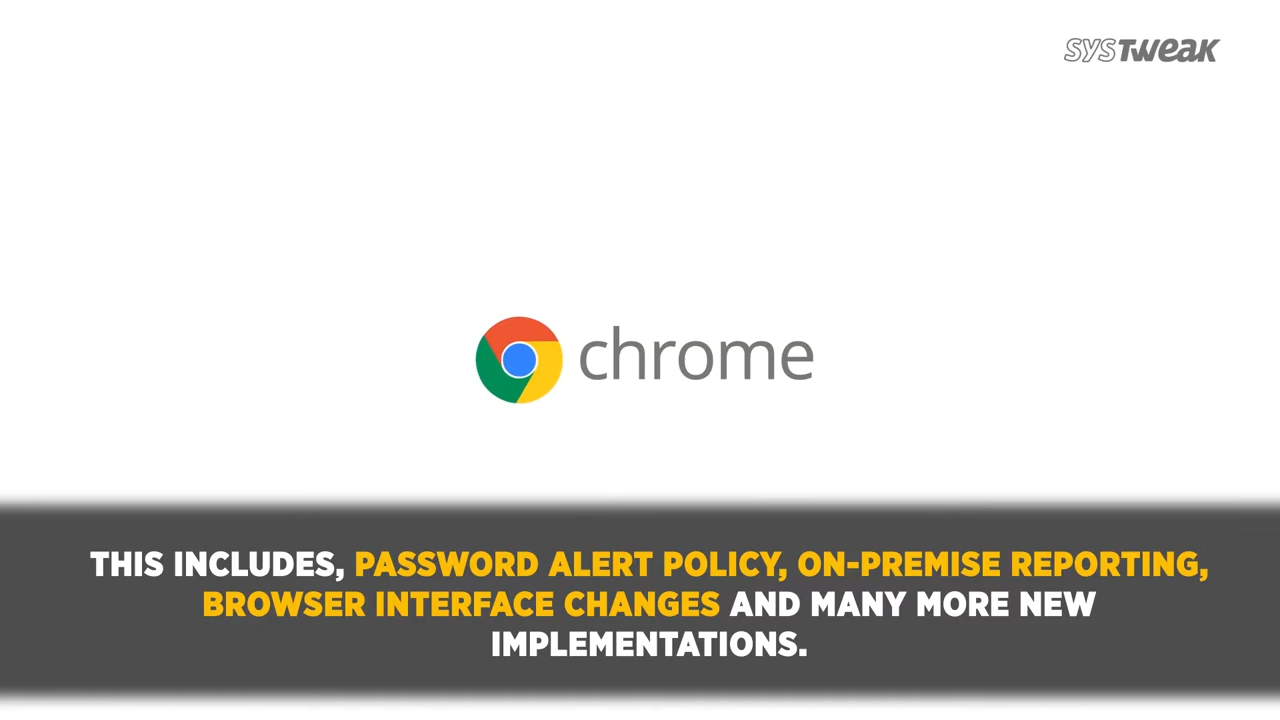 SYSTWEAK
chrome
THIS INCLUDES, PASSWORD ALERT POLICY, ON-PREMISE REPORTING,
BROWSER INTERFACE CHANGES AND MANY MORE NEW
IMPLEMENTATIONS.